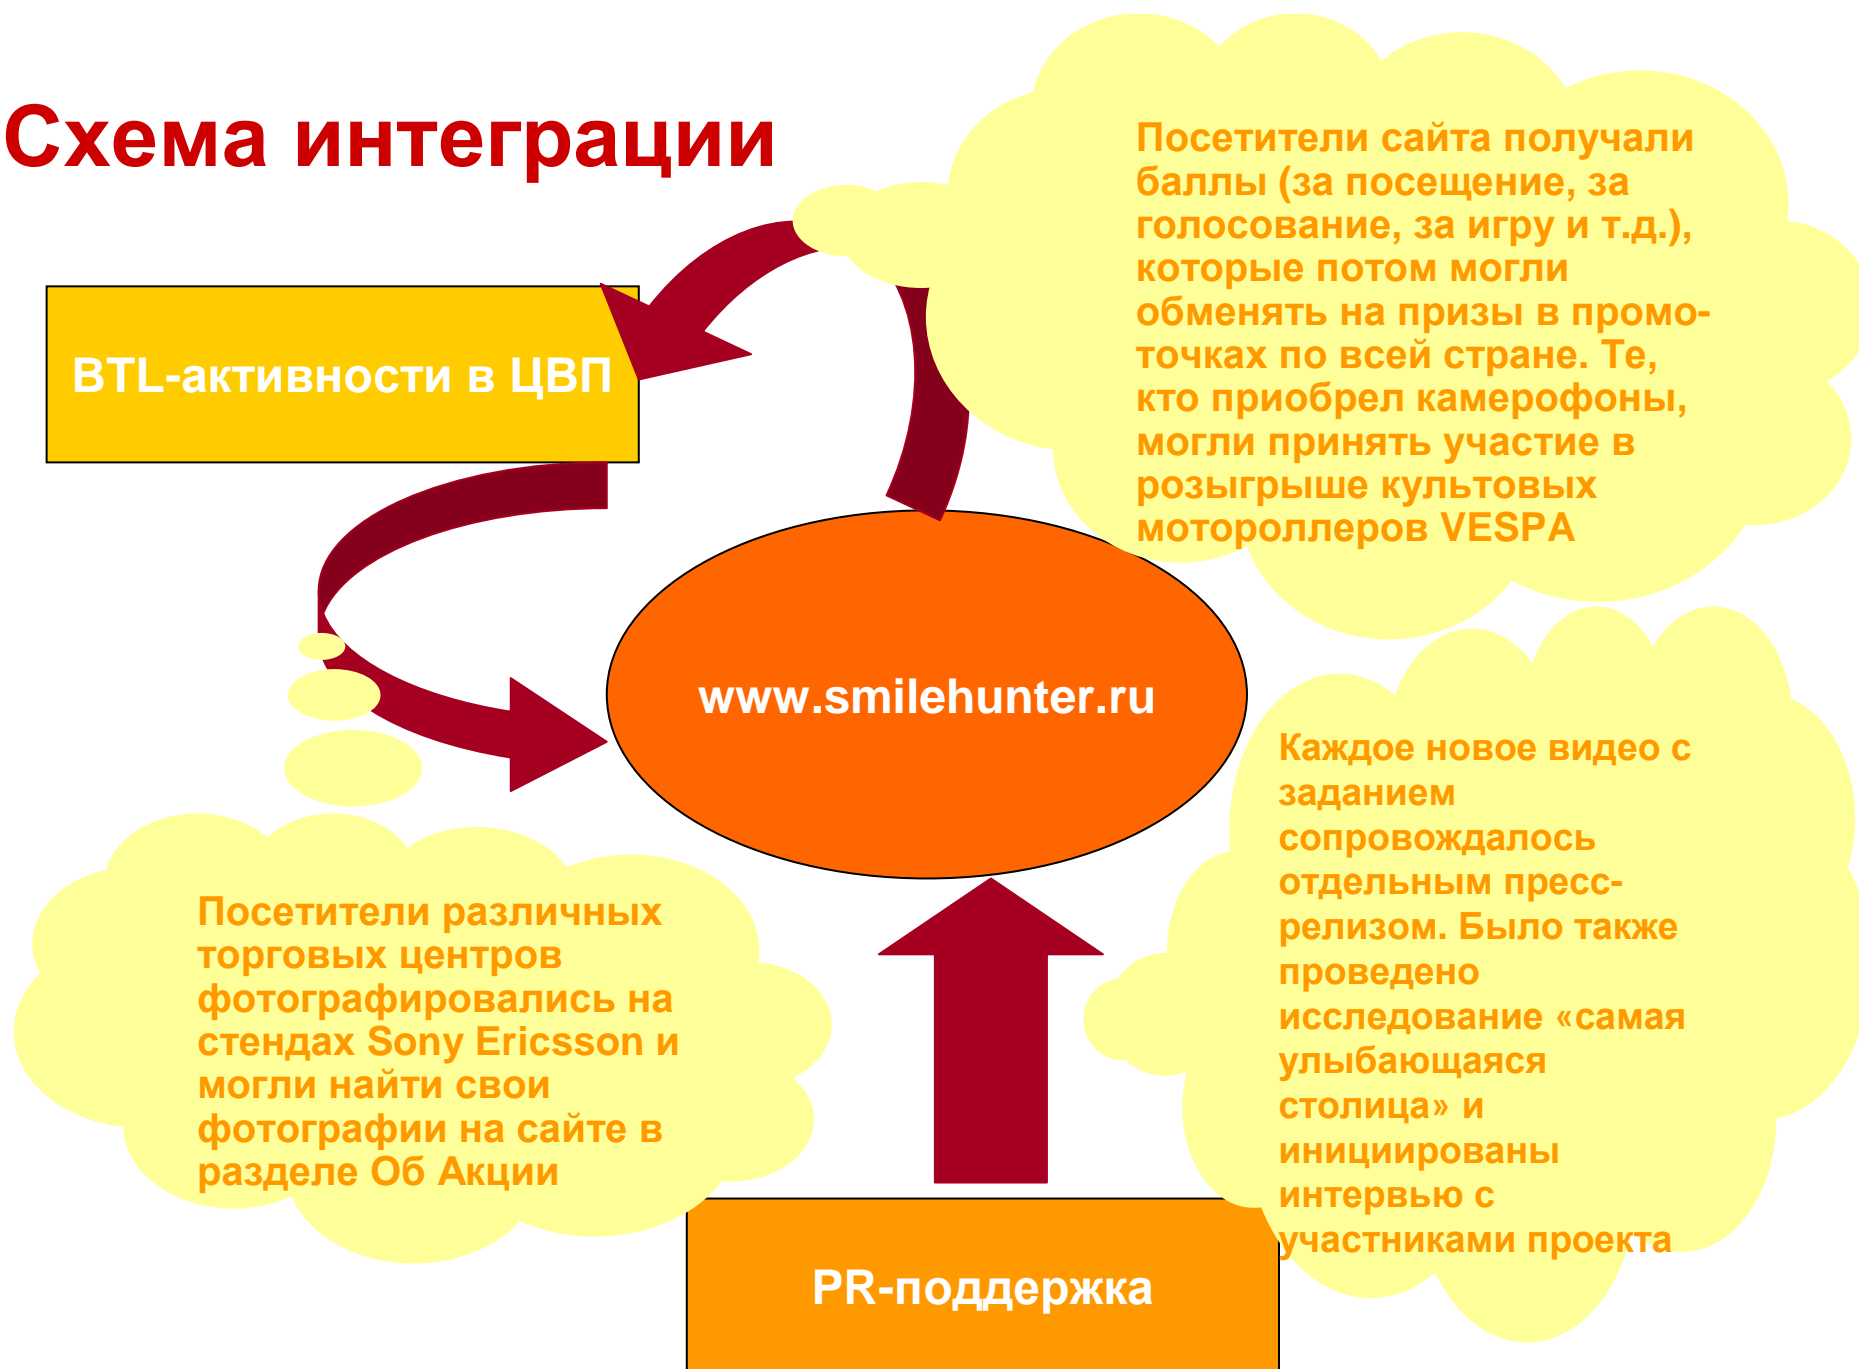 Схема интеграции
Посетители сайта получали
баллы (за посещение, за
голосование, за игру и т.д.),
которые потом могли
обменять на призы в промо-
точках по всей стране. Те,
кто приобрел камерофоны,
могли принять участие в
розыгрыше культовых
мотороллеров VESPA
BTL-активности в ЦВП
www.smilehunter.ru
Каждое новое видео с
заданием
сопровождалось
отдельным пресс-
релизом. Было также
проведено
исследование «самая
улыбающаяся
столица» и
инициированы
интервью с
участниками проекта
Посетители различных
торговых центров
фотографировались на
стендах Sony Ericsson и
могли найти свои
фотографии на сайте в
разделе Об Акции
PR-поддержка